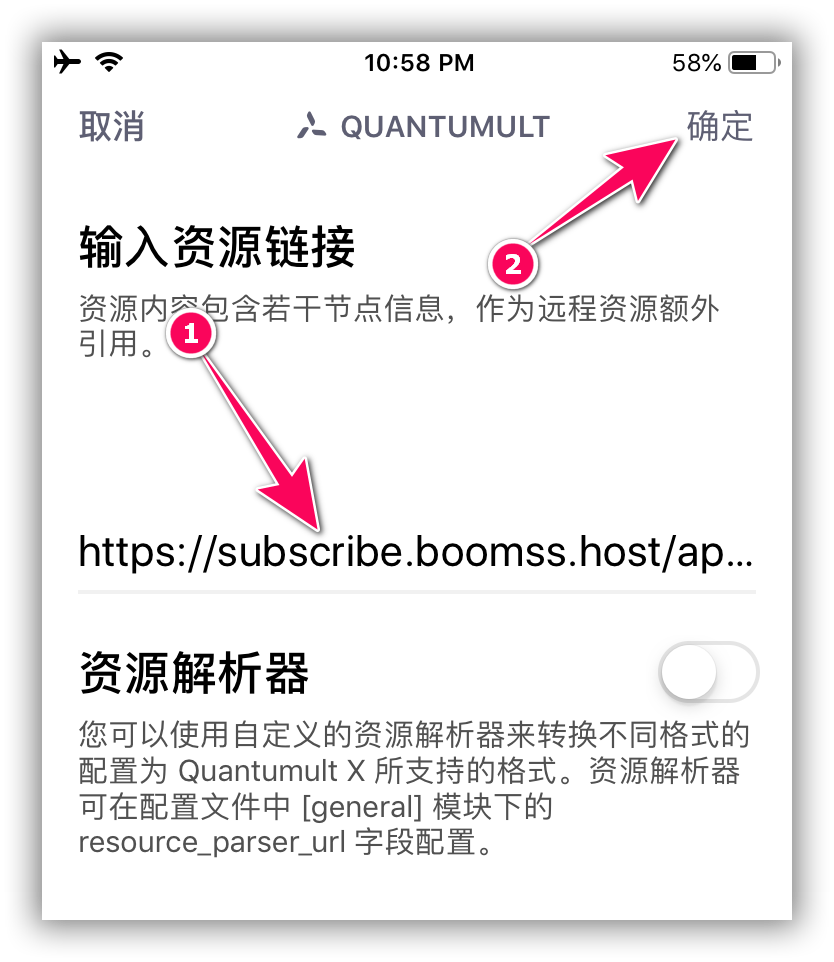 10:58 PM
58%
取消
QUANTUMULT
确定
输入资源链接
2
资源内容包含若干节点信息，作为远程资源额外
引用。
1
https://subscribe.boomss.host/ap...
资源解析器
您可以使用自定义的资源解析器来转换不同格式的
配置为 Quantumult X 所支持的格式。资源解析器
可在配置文件中 [general] 模块下的
resource_parser_url 字段配置。